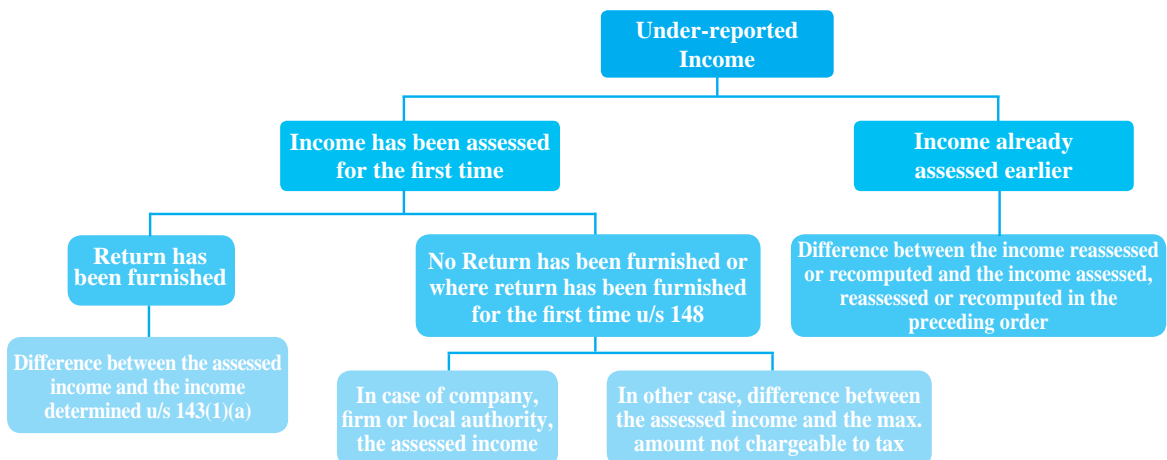 Under-reported
Income
Income has been assessed
for the first time
Income already
assessed earlier
Return has
been furnished
No Return has been furnished or
where return has been furnished
for the first time u/s 148
Difference between the income reassessed
or recomputed and the income assessed,
reassessed or recomputed in the
preceding order
Difference between the assessed
income and the income
determined u/s 143(1)(a)
In case of company,
firm or local authority,
the assessed income
In other case, difference between
the assessed income and the max.
amount not chargeable to tax